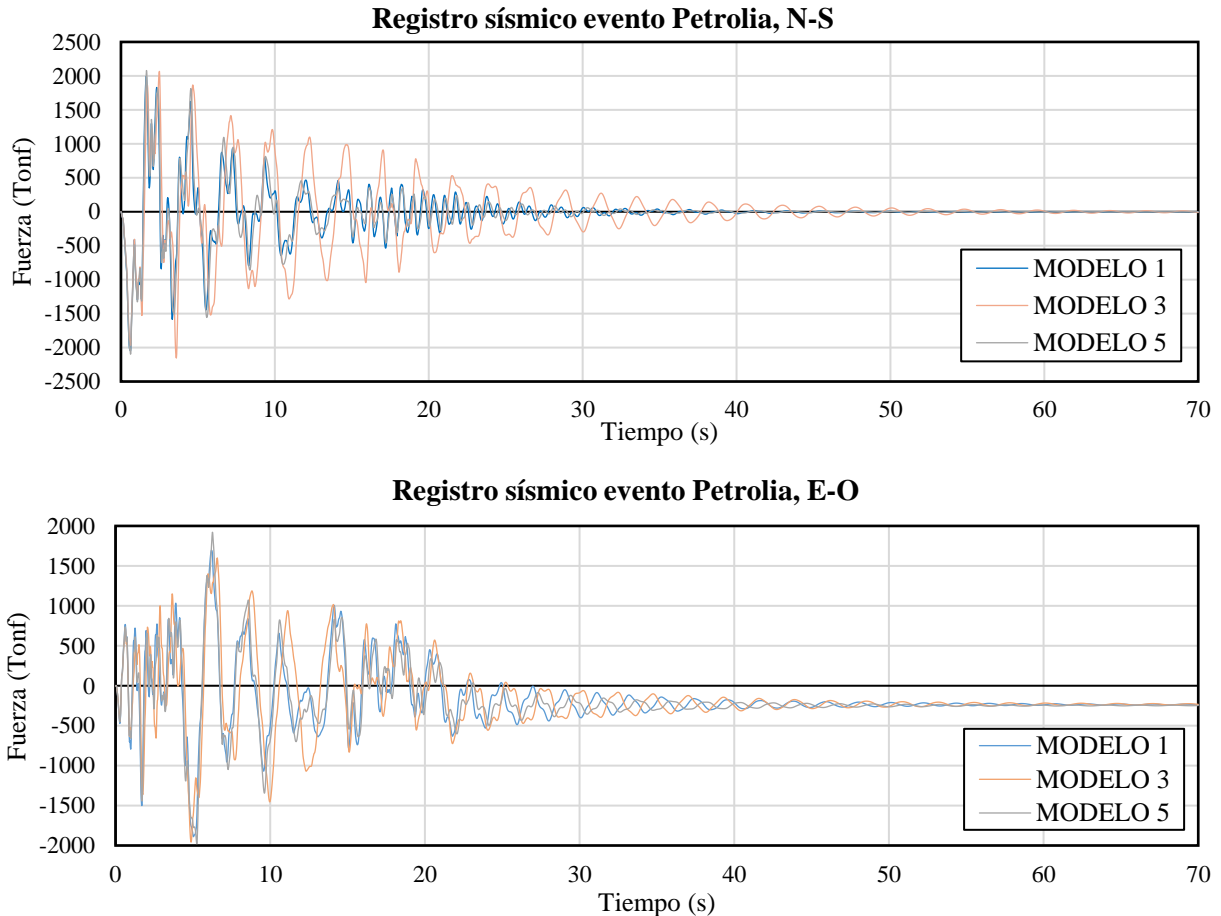 Registro sísmico evento Petrolia, N-S
2500
2000
1500
1000
500
0
-500
-1000
-1500
-2000
-2500
Fuerza (Tonf)
MODELO 1
MODELO 3
MODELO 5
0 10 20 30 40 50 60 70
Tiempo (s)
Registro sísmico evento Petrolia, E-O
2000
1500
1000
500
0
-500
-1000
-1500
-2000
Fuerza (Tonf)
MODELO 1
MODELO 3
MODELO 5
0 10 20 30 40 50 60 70
Tiempo (s)